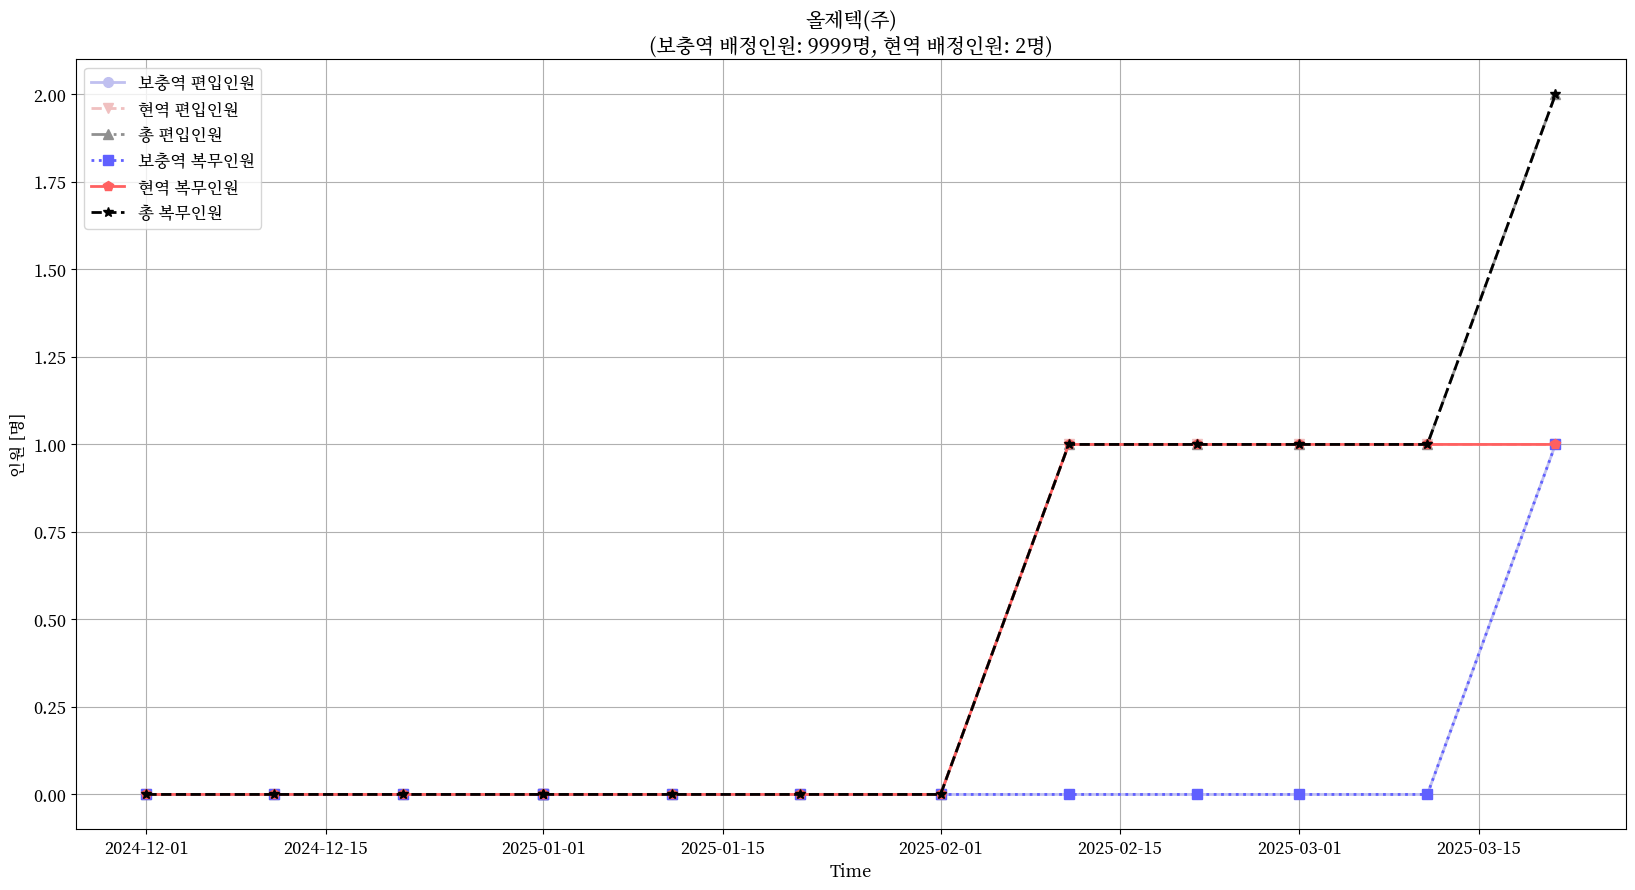 올제텍(주)
(보충역 배정인원: 9999명, 현역 배정인원: 2명)
보충역 편입인원
현역 편입인원
총 편입인원
보충역 복무인원
현역 복무인원
총 복무인원
인원 [명]
2.00
1.75
1.50
1.25
1.00
0.75
0.50
0.25
0.00
2024-12-01 2024-12-15 2025-01-01 2025-01-15 2025-02-01 2025-02-15 2025-03-01 2025-03-15
Time